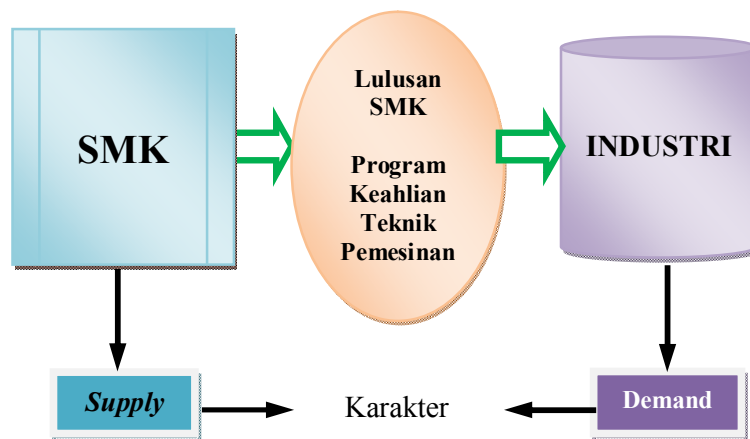 SMK
Lulusan
SMK
Program
Keahlian
Teknik
Pemesinan
INDUSTRI
Supply
Karakter
Demand